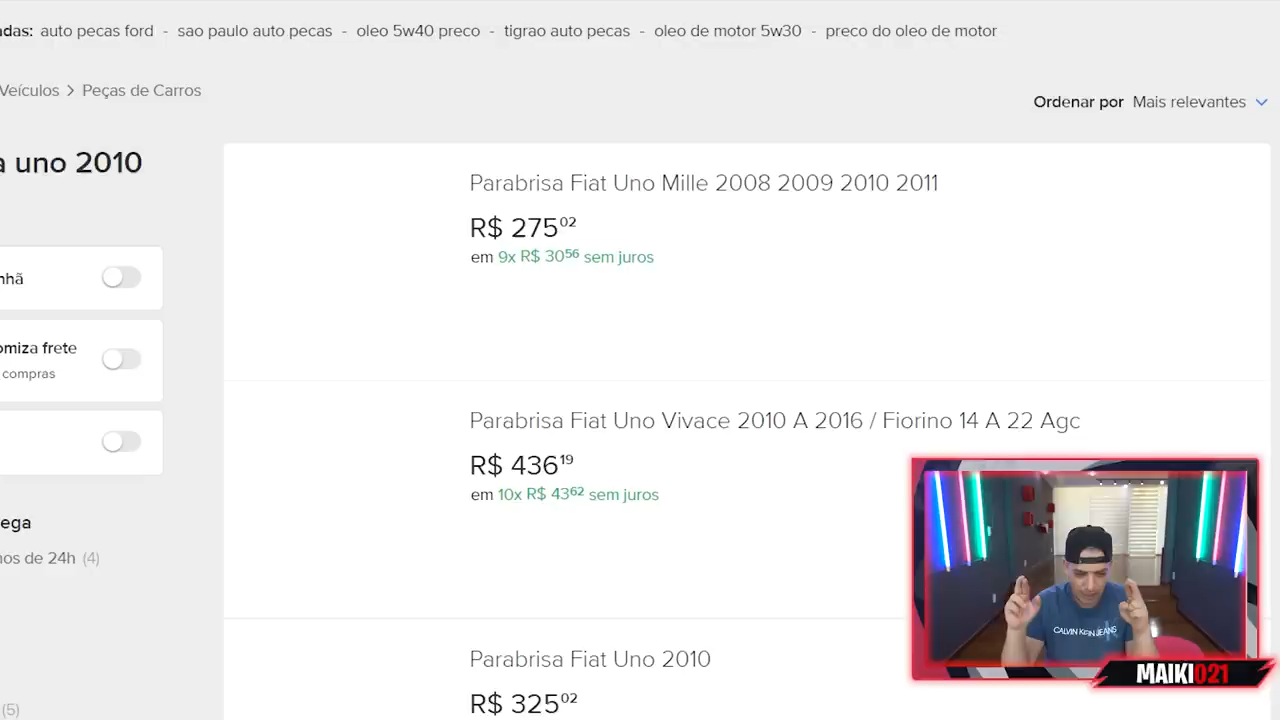 das: auto pecas ford - sao paulo auto pecas - oleo 5w40 preco - tigrao auto pecas - oleo de motor 5w30 - preco do oleo de motor
Veículos > Peças de Carros
Ordenar por Mais relevantes
a uno 2010
nhã
omiza frete
compras
ega
nos de 24h (4)
(5)
Parabrisa Fiat Uno Mille 2008 2009 2010 2011
R$ 27502
em 9x R$ 3056 sem juros
Parabrisa Fiat Uno Vivace 2010 A 2016 / Fiorino 14 A 22 Agc
R$ 43619
em 10x R$ 4362 sem juros
Parabrisa Fiat Uno 2010
R$ 32502
CALVIN KLEIN JEANS
MAIKI021